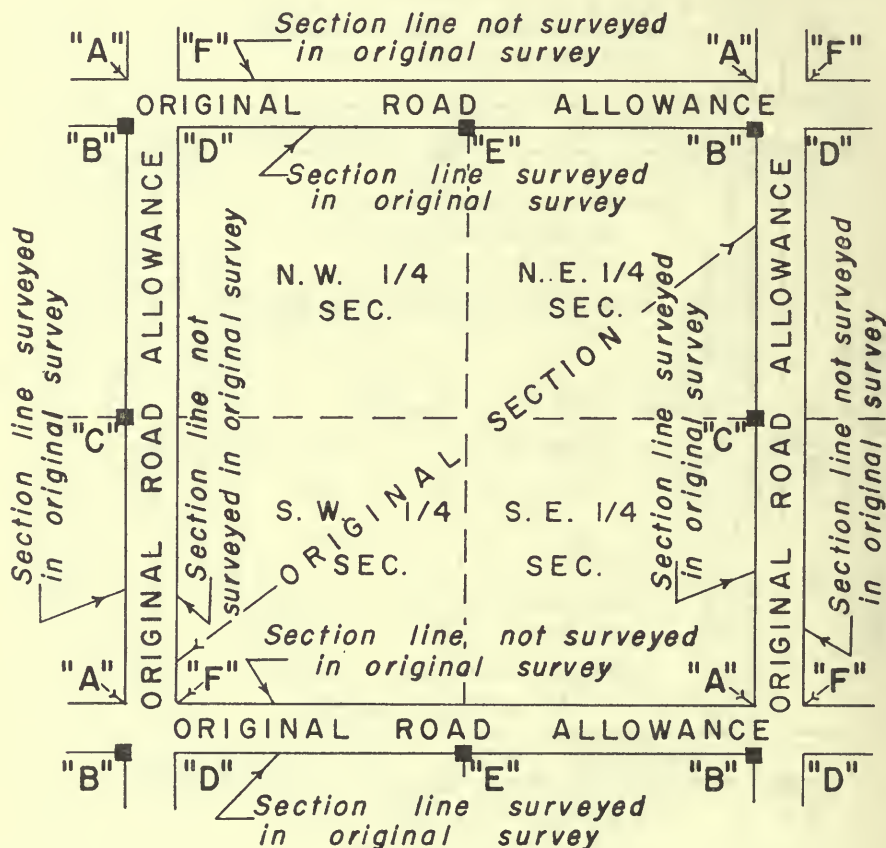 Section line not surveyed
in original survey
"A"
"F"
"A"
"F"
ORIGINAL ROAD ALLOWANCE
"B"
"D"
"E"
"B"
"D"
Section line surveyed
in original survey
Section line surveyed
in original survey
ORIGINAL ROAD ALLOWANCE
Section line not
surveyed in original survey
N. W. 1/4
SEC.
N. E. 1/4
SEC.
ORIGINAL SECTION
Section line surveyed
in original survey
ORIGINAL ROAD ALLOWANCE
Section line not surveyed
in original survey
"C"
"C"
S. W. 1/4
SEC.
S. E. 1/4
SEC.
Section line not surveyed
in original survey
"A"
"F"
"A"
"F"
ORIGINAL ROAD ALLOWANCE
"B"
"D"
"E"
"B"
"D"
Section line surveyed
in original survey